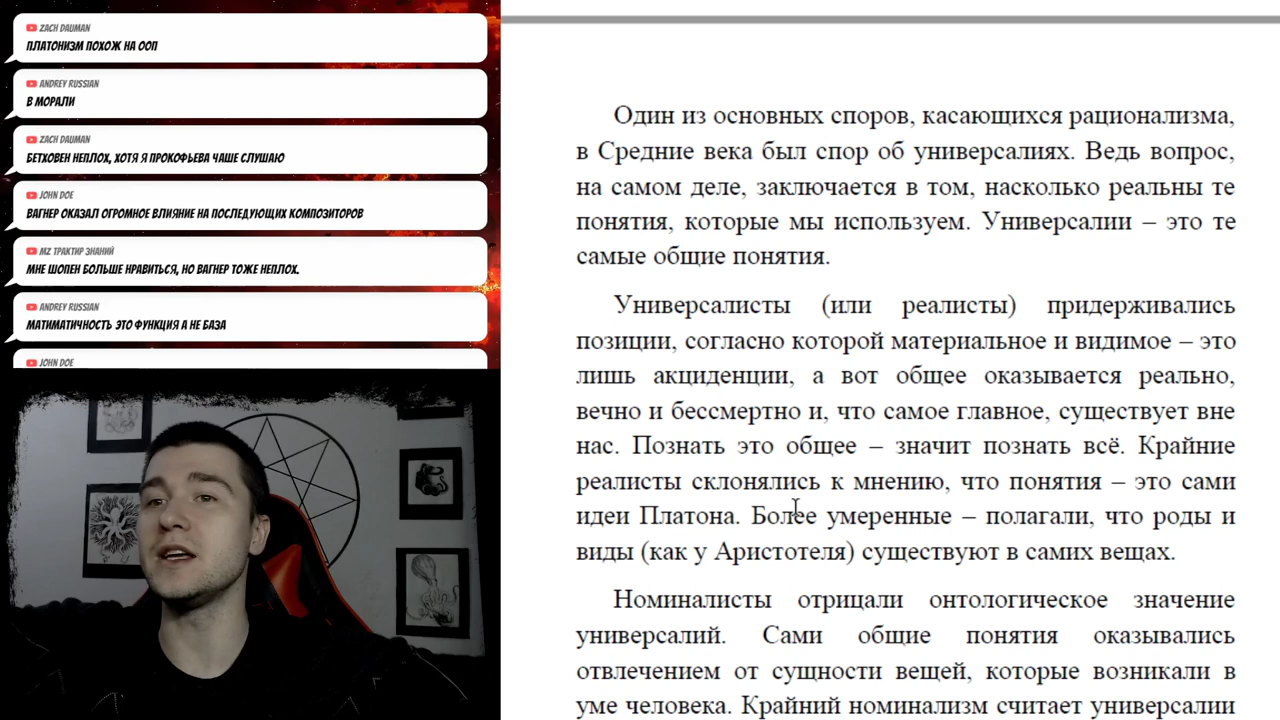 ZACH DAUMAN
ПЛАТОНИЗМ ПОХОЖ НА ООП
ANDREY RUSSIAN
В МОРАЛИ
ZACH DAUMAN
БЕТХОВЕН НЕПЛОХ, ХОТЯ Я ПРОКОФЬЕВА ЧАЩЕ СЛУШАЮ
JOHN DOE
ВАГНЕР ОКАЗАЛ ОГРОМНОЕ ВЛИЯНИЕ НА ПОСЛЕДУЮЩИХ КОМПОЗИТОРОВ
MZ ТРАКТИР ЗНАНИЙ
МНЕ ШОПЕН БОЛЬШЕ НРАВИТЬСЯ, НО ВАГНЕР ТОЖЕ НЕПЛОХ.
ANDREY RUSSIAN
МАТИМАТИЧНОСТЬ ЭТО ФУНКЦИЯ А НЕ БАЗА
JOHN DOE
Один из основных споров, касающихся рационализма,
в Средние века был спор об универсалиях. Ведь вопрос,
на самом деле, заключается в том, насколько реальны те
понятия, которые мы используем. Универсалии – это те
самые общие понятия.
Универсалисты (или реалисты) придерживались
позиции, согласно которой материальное и видимое – это
лишь акциденции, а вот общее оказывается реально,
вечно и бессмертно и, что самое главное, существует вне
нас. Познать это общее – значит познать всё. Крайние
реалисты склонялись к мнению, что понятия – это сами
идеи Платона. Более умеренные – полагали, что роды и
виды (как у Аристотеля) существуют в самих вещах.
Номиналисты отрицали онтологическое значение
универсалий. Сами общие понятия оказывались
отвлечением от сущности вещей, которые возникали в
уме человека. Крайний номинализм считает универсалии